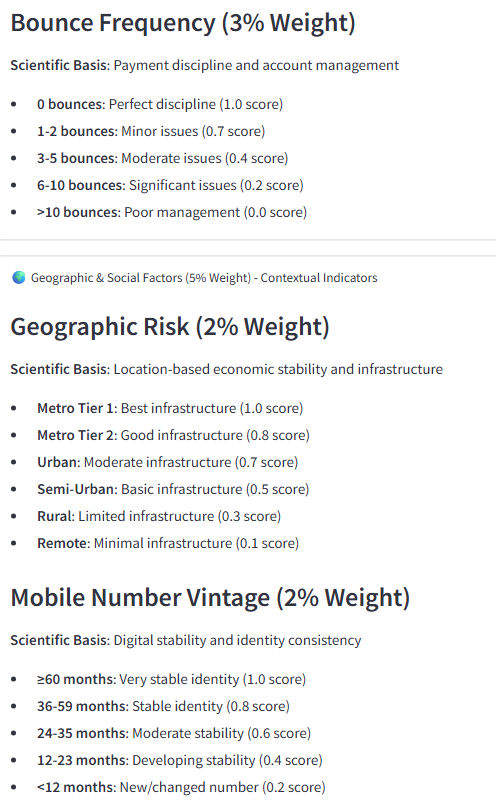 Bounce Frequency (3% Weight)
Scientific Basis: Payment discipline and account management
• 0 bounces: Perfect discipline (1.0 score)
• 1-2 bounces: Minor issues (0.7 score)
• 3-5 bounces: Moderate issues (0.4 score)
• 6-10 bounces: Significant issues (0.2 score)
• >10 bounces: Poor management (0.0 score)
🌏 Geographic & Social Factors (5% Weight) - Contextual Indicators
Geographic Risk (2% Weight)
Scientific Basis: Location-based economic stability and infrastructure
• Metro Tier 1: Best infrastructure (1.0 score)
• Metro Tier 2: Good infrastructure (0.8 score)
• Urban: Moderate infrastructure (0.7 score)
• Semi-Urban: Basic infrastructure (0.5 score)
• Rural: Limited infrastructure (0.3 score)
• Remote: Minimal infrastructure (0.1 score)
Mobile Number Vintage (2% Weight)
Scientific Basis: Digital stability and identity consistency
• ≥60 months: Very stable identity (1.0 score)
• 36-59 months: Stable identity (0.8 score)
• 24-35 months: Moderate stability (0.6 score)
• 12-23 months: Developing stability (0.4 score)
• <12 months: New/changed number (0.2 score)